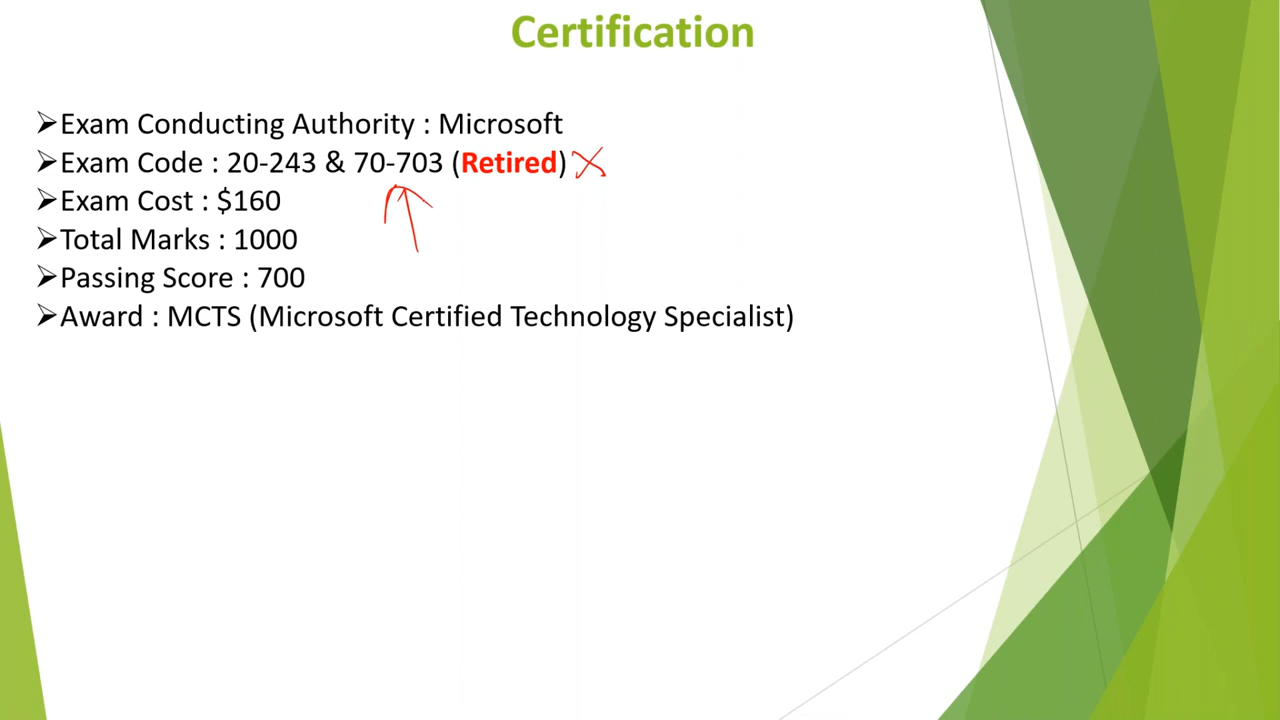 Certification
➢Exam Conducting Authority : Microsoft
➢Exam Code : 20-243 & 70-703 (Retired)
➢Exam Cost : $160
➢Total Marks : 1000
➢Passing Score : 700
➢Award : MCTS (Microsoft Certified Technology Specialist)